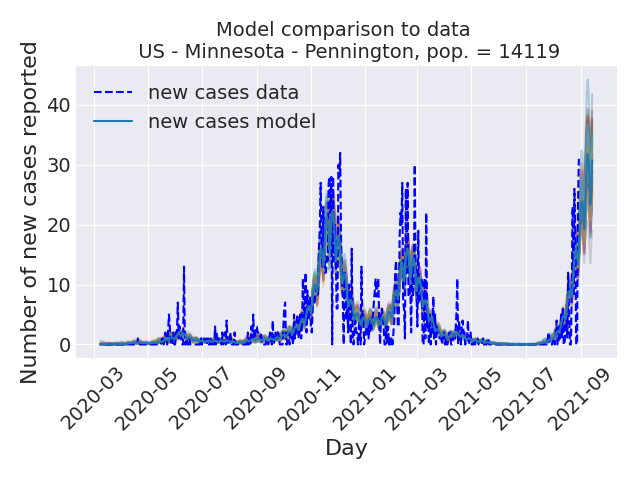 Model comparison to data
US - Minnesota - Pennington, pop. = 14119
Number of new cases reported
40
30
20
10
0
new cases data
new cases model
2020-03
2020-05
2020-07
2020-09
2020-11
2021-01
2021-03
2021-05
2021-07
2021-09
Day